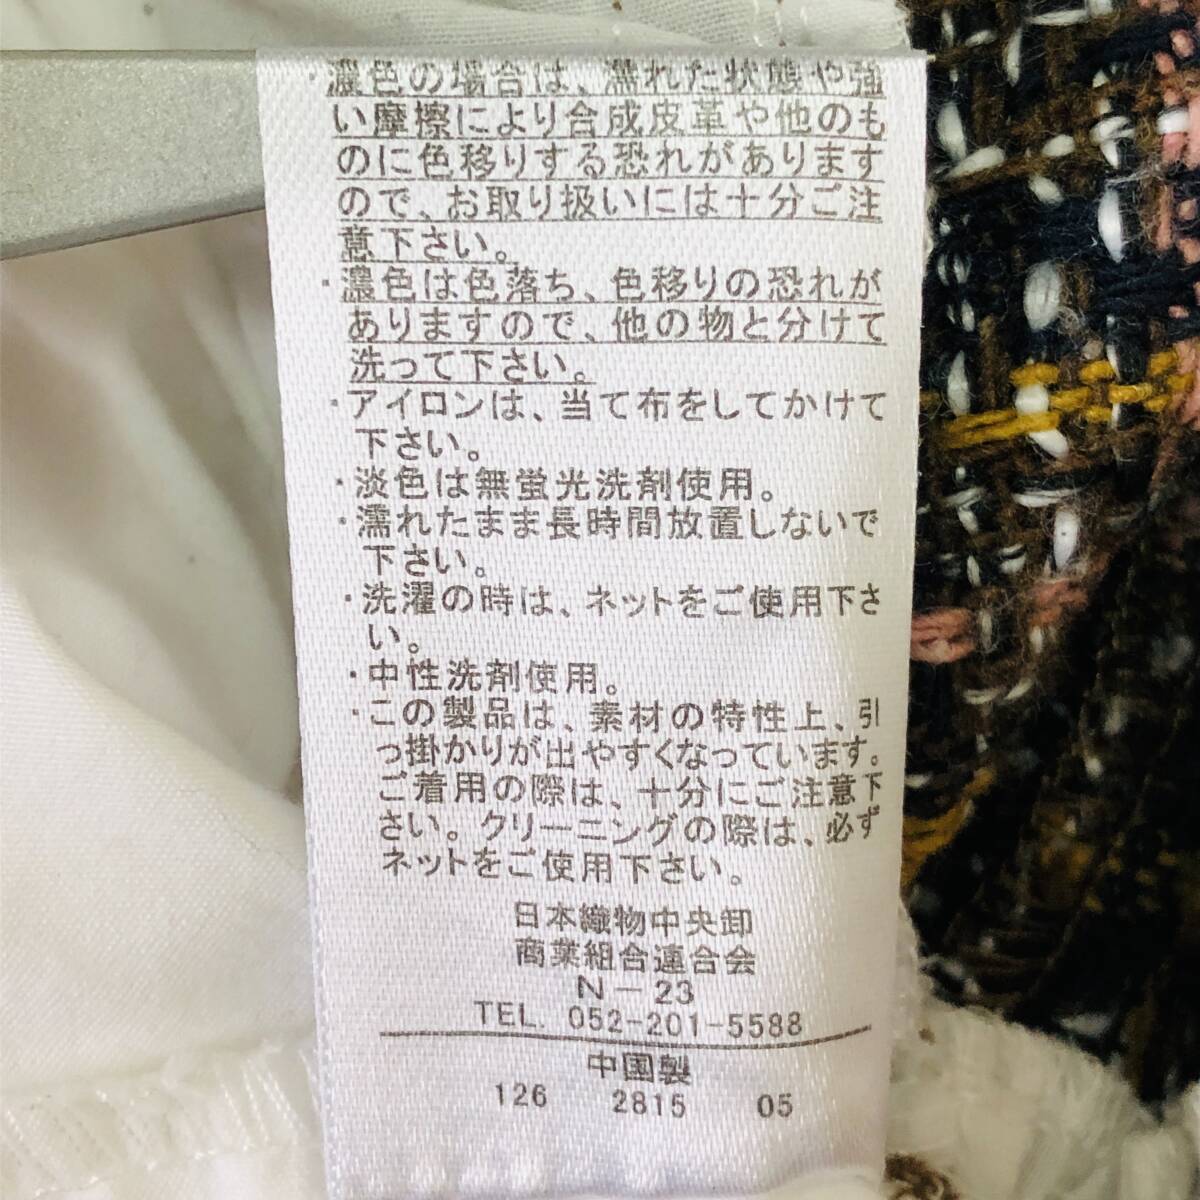 ・濃色の場合は、濡れた状態や強
い摩擦により合成皮革や他のも
のに色移りする恐れがあります
ので、お取り扱いには十分ご注
意下さい。
・濃色は色落ち、色移りの恐れが
ありますので、他の物と分けて
洗って下さい。
・アイロンは、当て布をしてかけて
下さい。
・淡色は無蛍光洗剤使用。
・濡れたまま長時間放置しないで
下さい。
・洗濯の時は、ネットをご使用下さ
い。
・中性洗剤使用。
・この製品は、素材の特性上、引
っ掛かりが出やすくなっています。
ご着用の際は、十分にご注意下
さい。クリーニングの際は、必ず
ネットをご使用下さい。
日本織物中央卸
商業組合連合会
N-23
TEL. 052-201-5588
中国製
126 2815 05